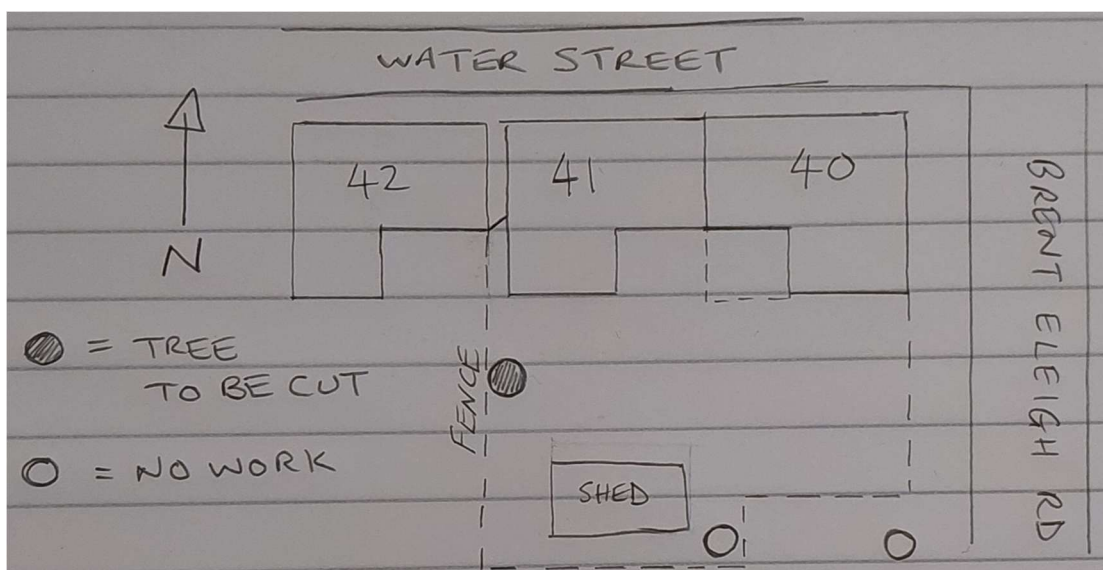 WATER STREET
42
41
40
N
BRENT ELEIGH RD
= TREE
TO BE CUT
FENCE
= NO WORK
SHED